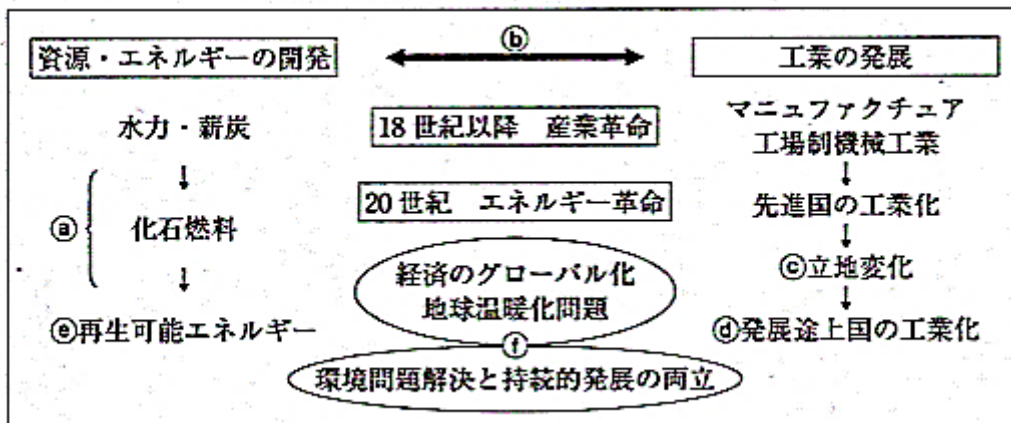 ⓑ
資源・エネルギーの開発
工業の発展
水力・薪炭
18世紀以降 産業革命
マニュファクチュア
工場制機械工業
↓
↓
ⓐ
化石燃料
20世紀 エネルギー革命
先進国の工業化
↓
↓
経済のグローバル化
地球温暖化問題
ⓒ立地変化
↓
ⓔ再生可能エネルギー
ⓓ発展途上国の工業化
ⓕ
環境問題解決と持続的発展の両立